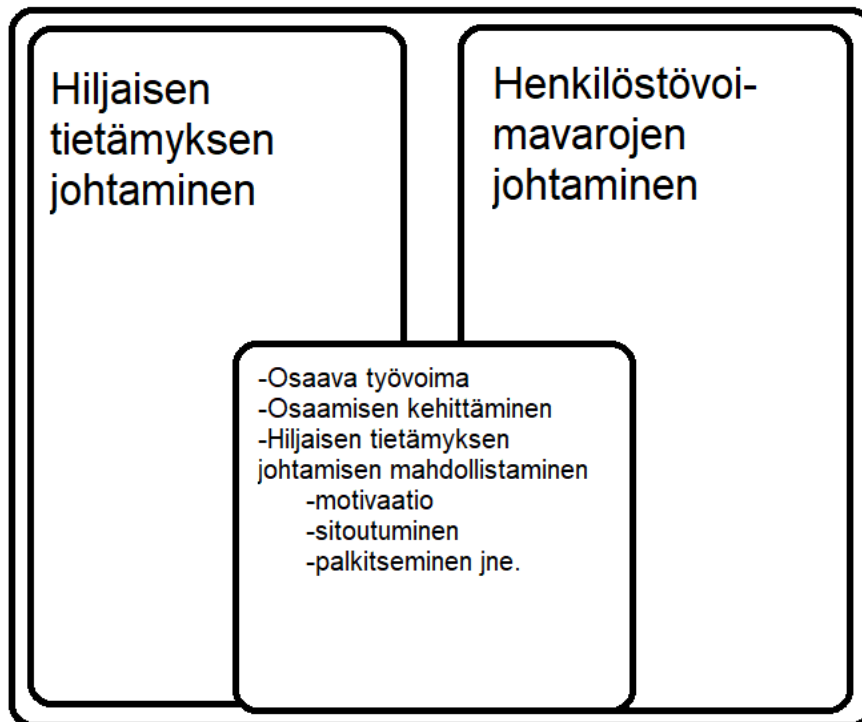 Hiljaisen
tietämyksen
johtaminen
Henkilöstövoi-
mavarojen
johtaminen
-Osaava työvoima
-Osaamisen kehittäminen
-Hiljaisen tietämyksen
johtamisen mahdollistaminen
-motivaatio
-sitoutuminen
-palkitseminen jne.